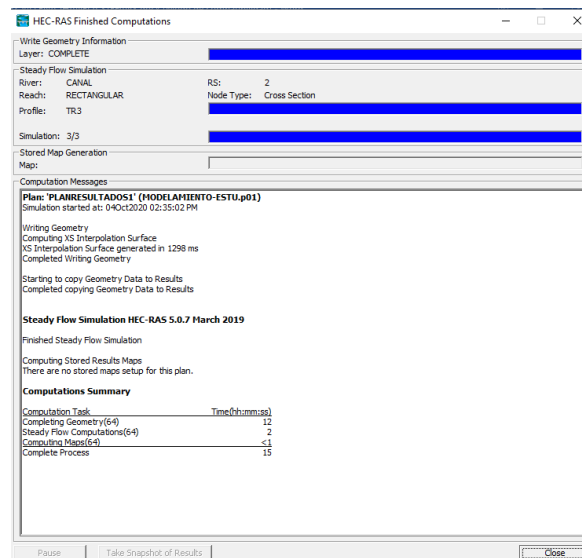 HEC-RAS Finished Computations
Write Geometry Information
Layer: COMPLETE
Steady Flow Simulation
River: CANAL RS: 2
Reach: RECTANGULAR Node Type: Cross Section
Profile: TR3
Simulation: 3/3
Stored Map Generation
Map:
Computation Messages
Plan: 'PLANRESULTADOS1' (MODELAMIENTO-ESTU.p01)
Simulation started at: 04Oct2020 02:35:02 PM
Writing Geometry
Computing XS Interpolation Surface
XS Interpolation Surface generated in 1298 ms
Completed Writing Geometry
Starting to copy Geometry Data to Results
Completed copying Geometry Data to Results
Steady Flow Simulation HEC-RAS 5.0.7 March 2019
Finished Steady Flow Simulation
Computing Stored Results Maps
There are no stored maps setup for this plan.
Computations Summary
Computation Task Time(hh:mm:ss)
Completing Geometry(64) 12
Steady Flow Computations(64) 2
Computing Maps(64) <1
Complete Process 15
Pause Take Snapshot of Results Close